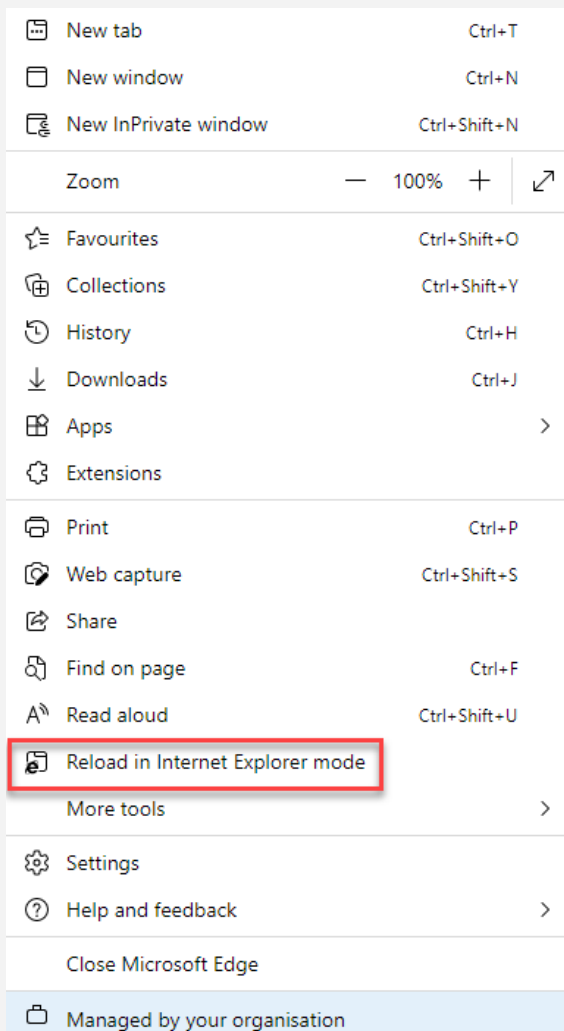 New tab Ctrl+T
New window Ctrl+N
New InPrivate window Ctrl+Shift+N
Zoom — 100% +
Favourites Ctrl+Shift+O
Collections Ctrl+Shift+Y
History Ctrl+H
Downloads Ctrl+J
Apps
Extensions
Print Ctrl+P
Web capture Ctrl+Shift+S
Share
Find on page Ctrl+F
Read aloud Ctrl+Shift+U
Reload in Internet Explorer mode
More tools
Settings
Help and feedback
Close Microsoft Edge
Managed by your organisation